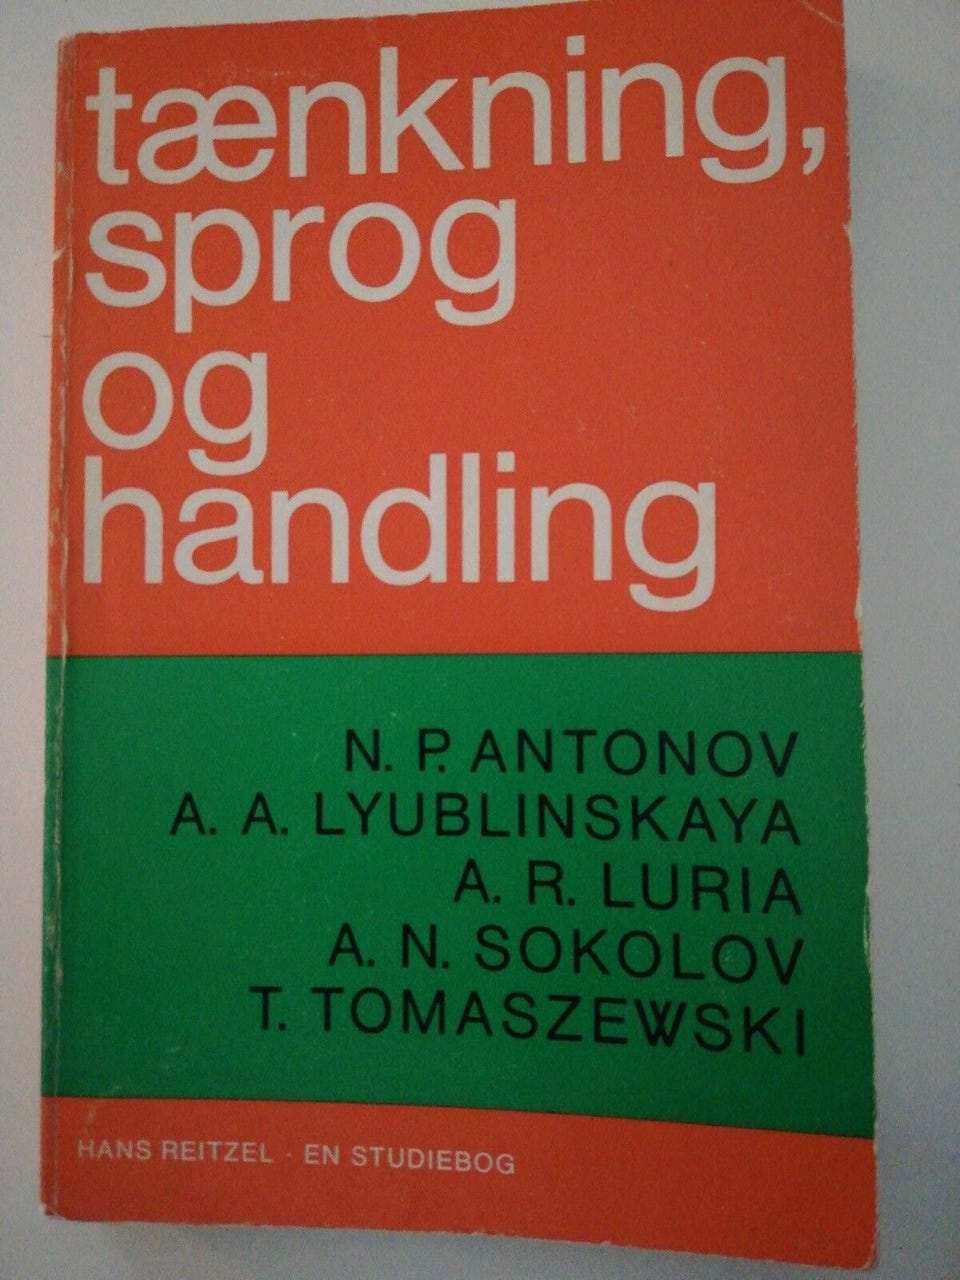 tænkning,
sprog
og
handling
N. P. ANTONOV
A. A. LYUBLINSKAYA
A. R. LURIA
A. N. SOKOLOV
T. TOMASZEWSKI
HANS REITZEL · EN STUDIEBOG